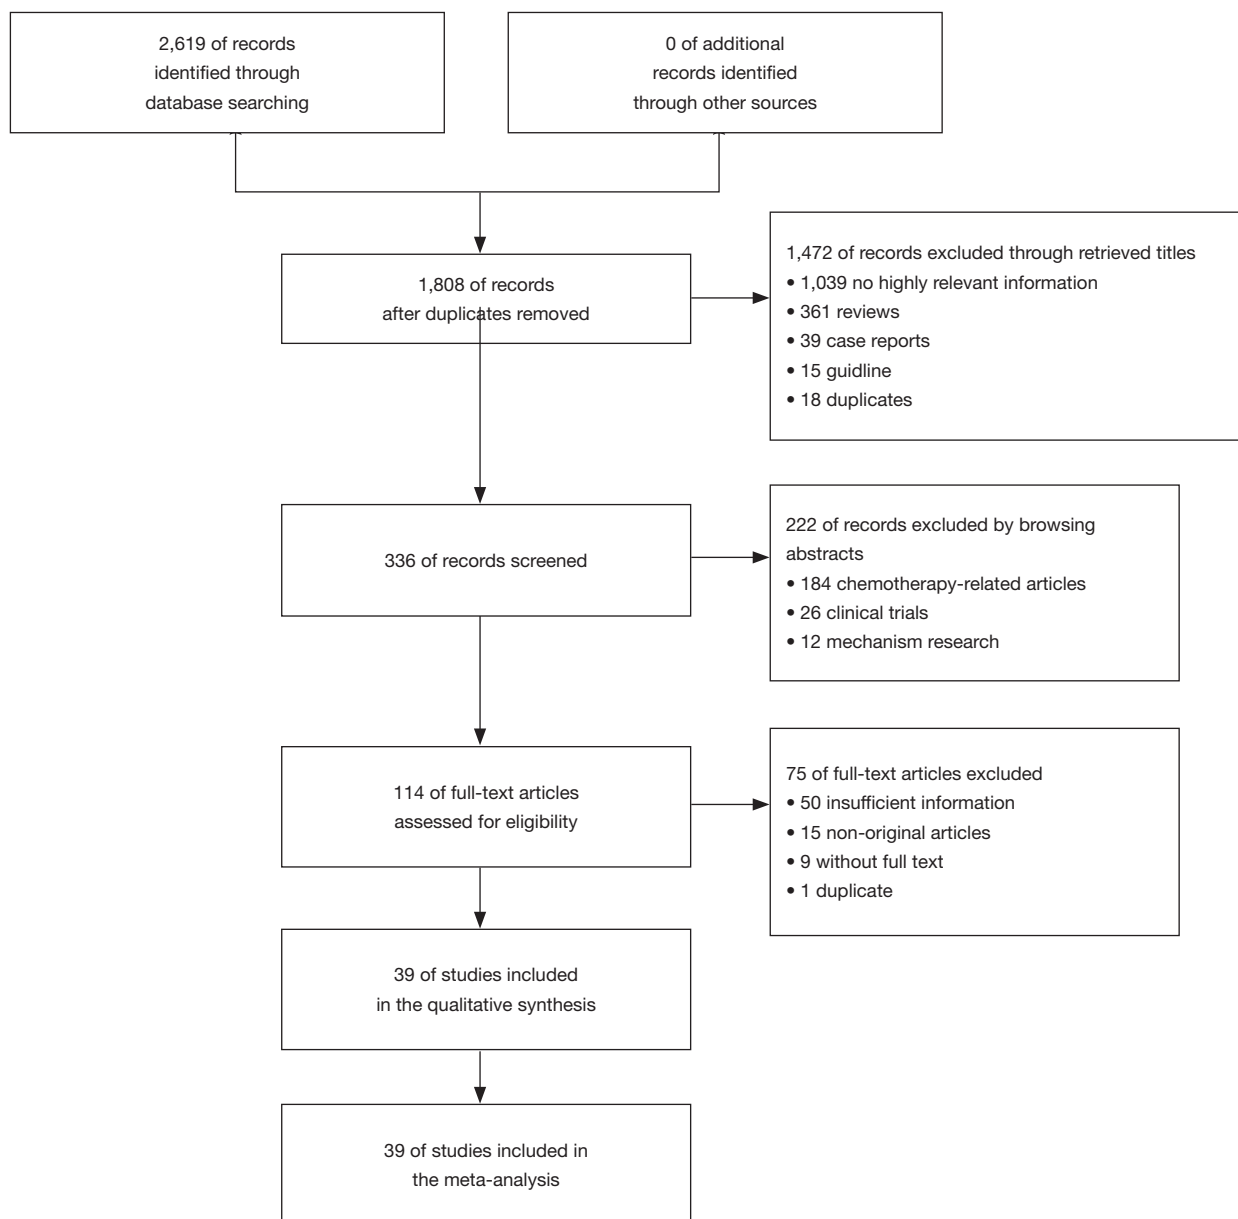 2,619 of records
identified through
database searching
0 of additional
records identified
through other sources
1,808 of records
after duplicates removed
1,472 of records excluded through retrieved titles
• 1,039 no highly relevant information
• 361 reviews
• 39 case reports
• 15 guidline
• 18 duplicates
336 of records screened
222 of records excluded by browsing
abstracts
• 184 chemotherapy-related articles
• 26 clinical trials
• 12 mechanism research
114 of full-text articles
assessed for eligibility
75 of full-text articles excluded
• 50 insufficient information
• 15 non-original articles
• 9 without full text
• 1 duplicate
39 of studies included
in the qualitative synthesis
39 of studies included in
the meta-analysis